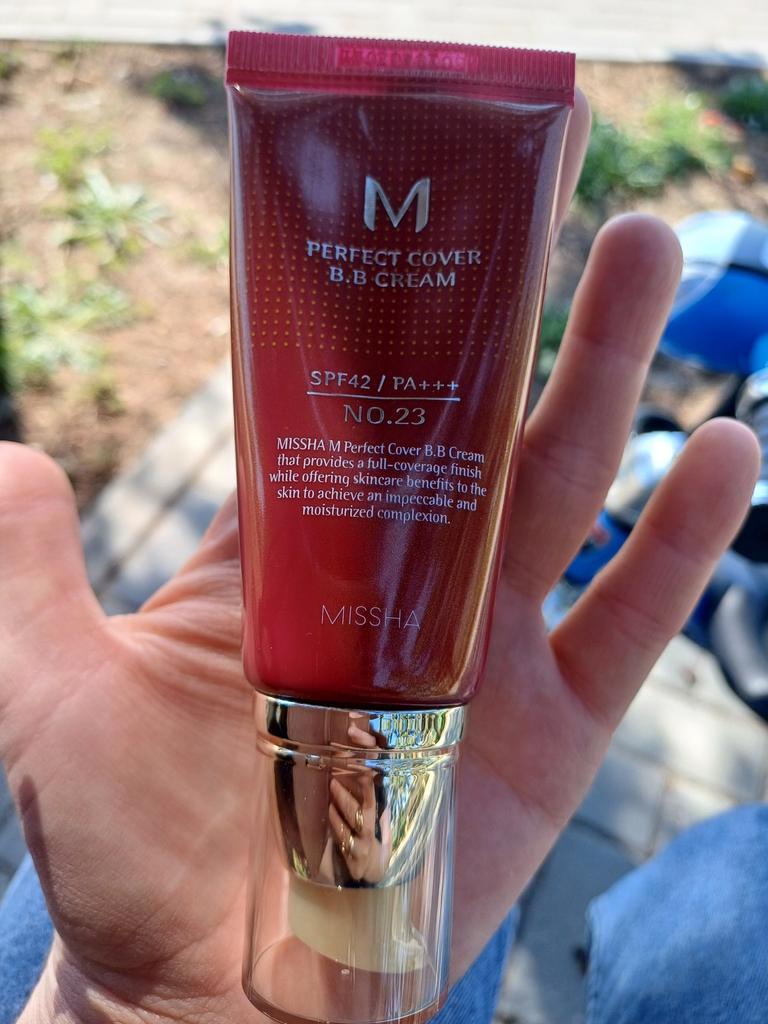 M
PERFECT COVER
B.B CREAM
SPF42 / PA+++
NO.23
MISSHA M Perfect Cover B.B Cream
that provides a full-coverage finish
while offering skincare benefits to the
skin to achieve an impeccable and
moisturized complexion.
MISSHA